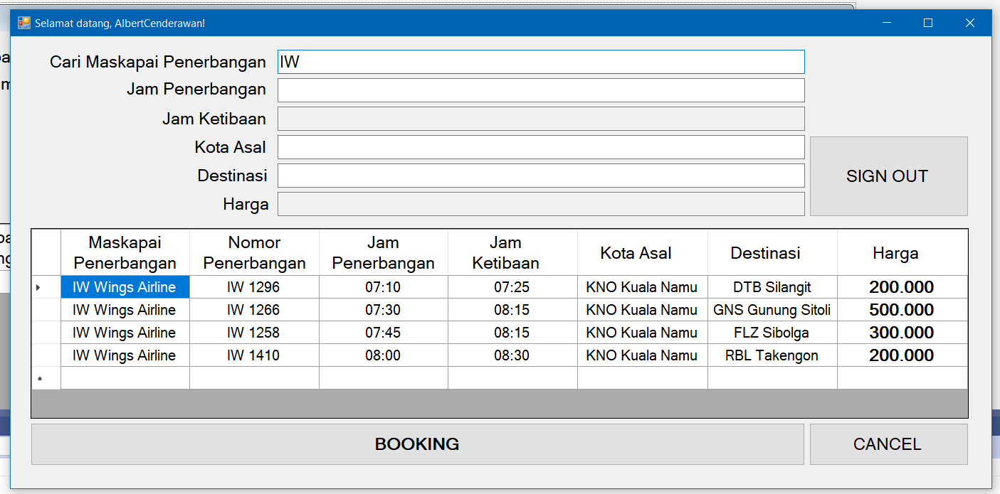 Selamat datang, AlbertCenderawan!
Cari Maskapai Penerbangan IW
Jam Penerbangan
Jam Ketibaan
Kota Asal
Destinasi
SIGN OUT
Harga
Maskapai Penerbangan Nomor Penerbangan Jam Penerbangan Jam Ketibaan Kota Asal Destinasi Harga
IW Wings Airline IW 1296 07:10 07:25 KNO Kuala Namu DTB Silangit 200.000
IW Wings Airline IW 1266 07:30 08:15 KNO Kuala Namu GNS Gunung Sitoli 500.000
IW Wings Airline IW 1258 07:45 08:15 KNO Kuala Namu FLZ Sibolga 300.000
IW Wings Airline IW 1410 08:00 08:30 KNO Kuala Namu RBL Takengon 200.000
BOOKING CANCEL